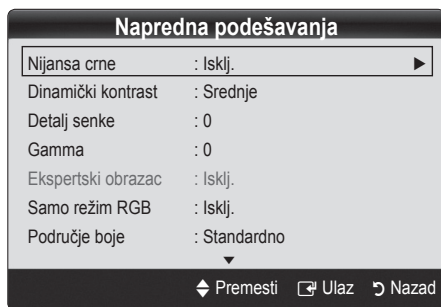 Napredna podešavanja
Nijansa crne : Isklj.
Dinamički kontrast : Srednje
Detalj senke : 0
Gamma : 0
Ekspertski obrazac : Isklj.
Samo režim RGB : Isklj.
Područje boje : Standardno
Premesti Ulaz Nazad